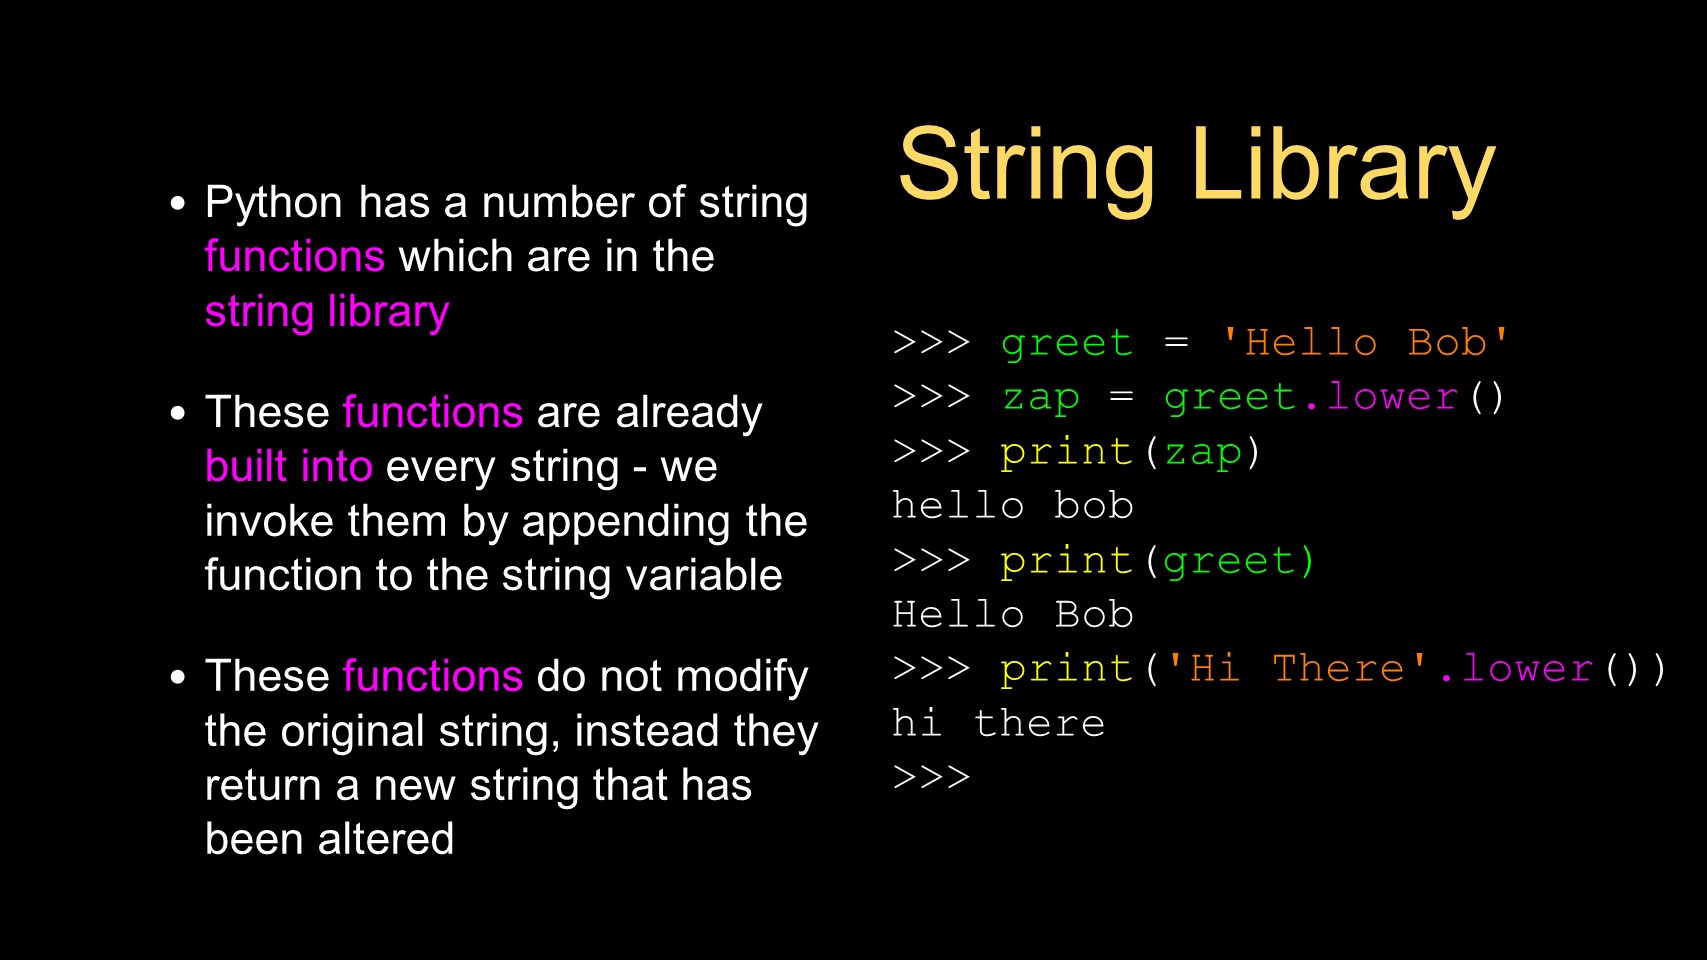 String Library
• Python has a number of string
functions which are in the
string library
• These functions are already
built into every string - we
invoke them by appending the
function to the string variable
• These functions do not modify
the original string, instead they
return a new string that has
been altered
>>> greet = 'Hello Bob'
>>> zap = greet.lower()
>>> print(zap)
hello bob
>>> print(greet)
Hello Bob
>>> print('Hi There'.lower())
hi there
>>>